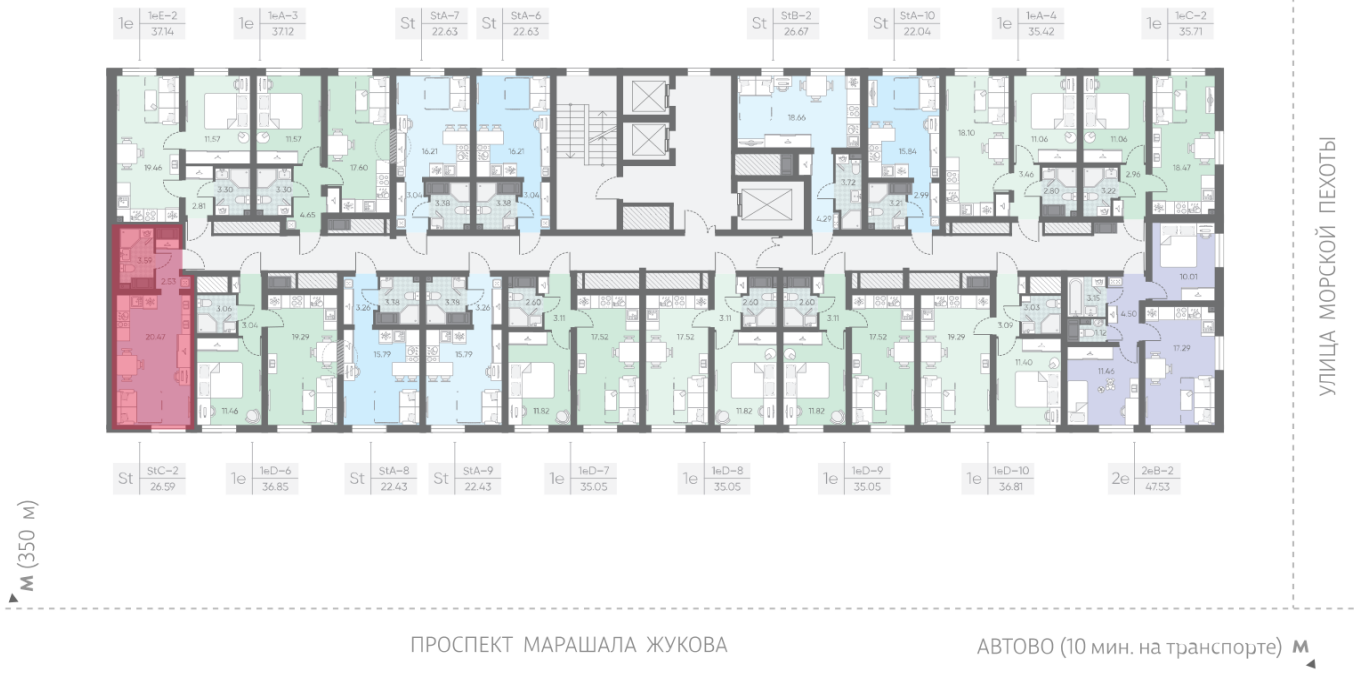 1еЕ-2
1е
37.14
1еА-3
1е
37.12
StA-7
St
22.63
StA-6
St
22.63
StB-2
St
26.67
StA-10
St
22.04
1еА-4
1е
35.42
1еС-2
1е
35.71
19.46
11.57
11.57
17.60
16.21
16.21
18.66
15.84
18.10
11.06
11.06
18.47
2.81
3.30
3.30
4.65
3.04
3.38
3.38
3.04
4.29
3.72
3.21
2.99
3.46
2.80
3.22
2.96
3.59
2.53
20.47
3.06
3.04
19.29
11.46
3.26
3.78
3.78
3.26
15.79
15.79
2.60
3.11
17.52
11.82
17.52
3.11
2.60
11.82
2.60
3.11
17.52
11.82
19.29
3.09
3.03
11.40
3.15
1.12
4.50
10.01
11.46
17.29
StC-2
St
26.59
1eD-6
1е
36.85
StA-8
St
22.43
StA-9
St
22.43
1eD-7
1е
35.05
1eD-8
1е
35.05
1eD-9
1е
35.05
1eD-10
1е
36.81
2eB-2
2е
47.53
УЛИЦА МОРСКОЙ ПЕХОТЫ
М (350 м)
ПРОСПЕКТ МАРАШАЛА ЖУКОВА
АВТОВО (10 мин. на транспорте) М